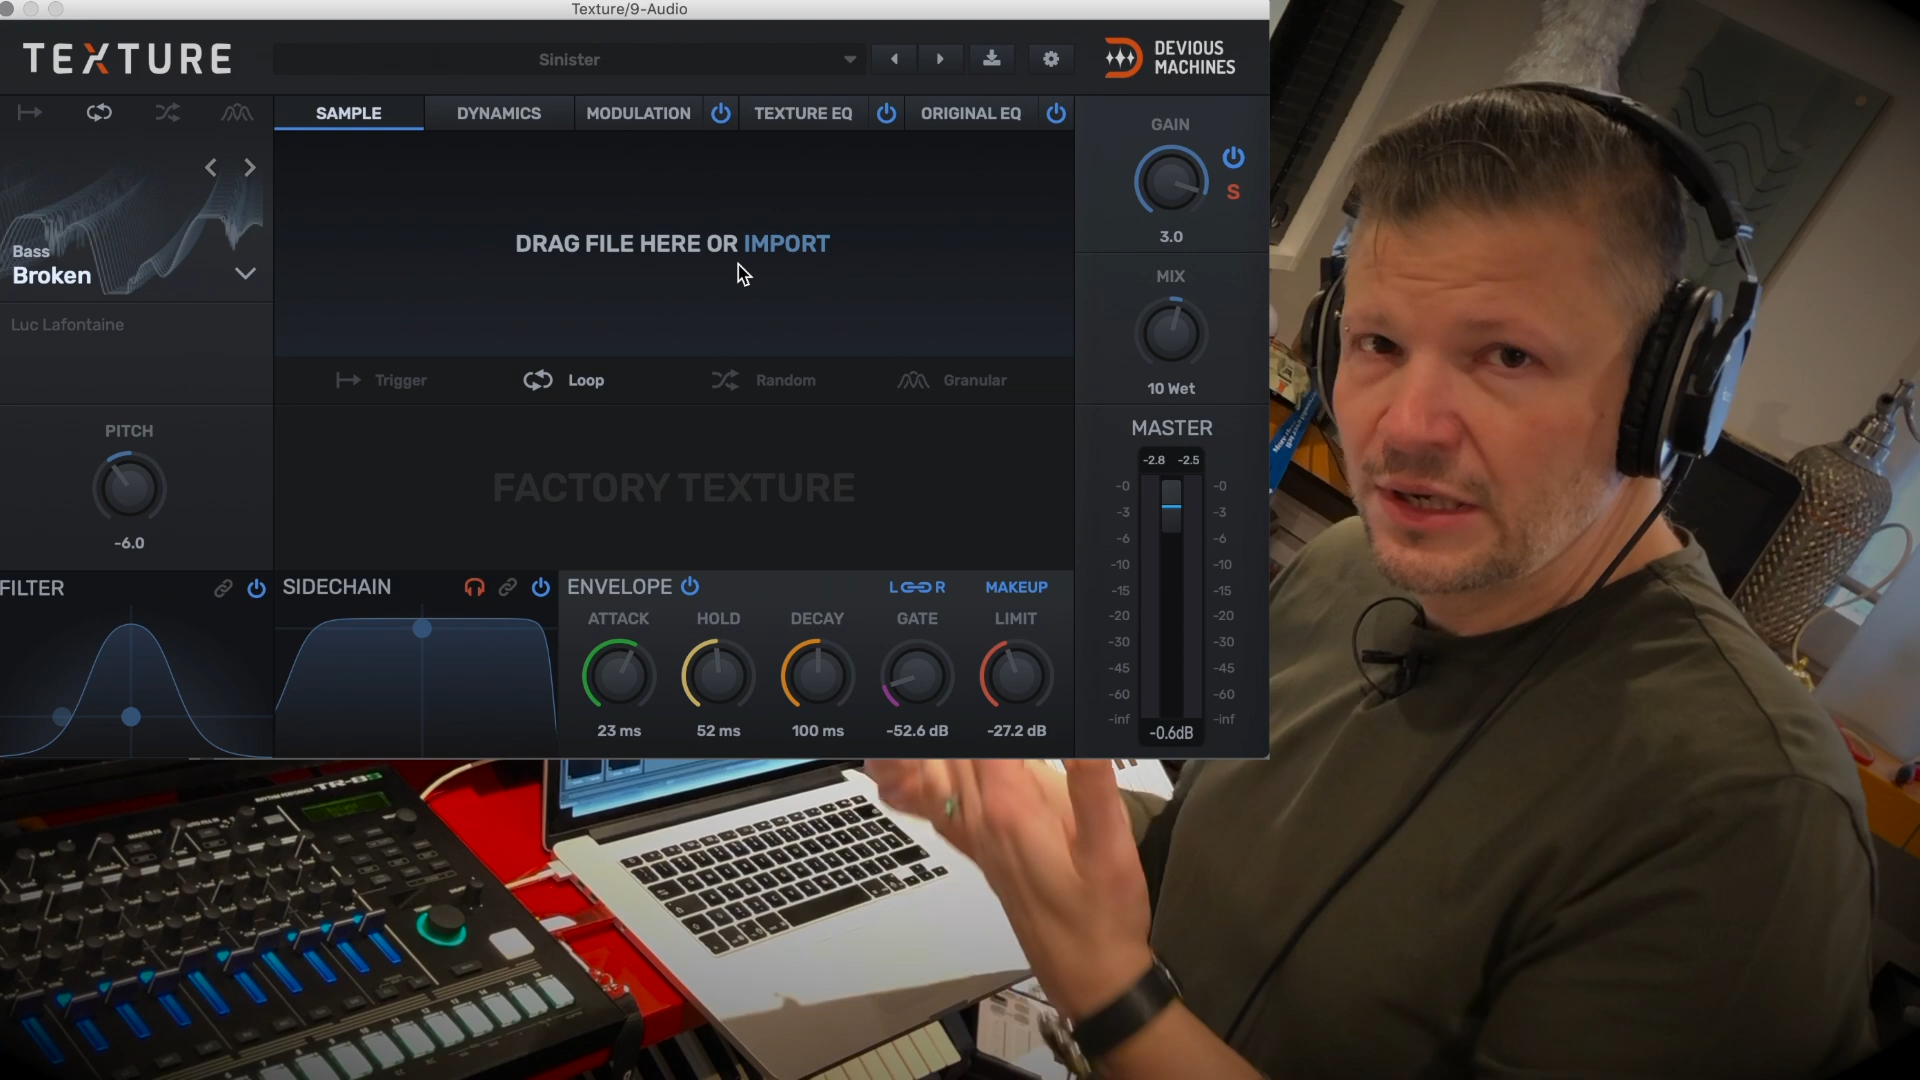 Texture/9-Audio
TEXTURE
Sinister
DEVIOUS
MACHINES
SAMPLE
DYNAMICS
MODULATION
TEXTURE EQ
ORIGINAL EQ
GAIN
S
3.0
DRAG FILE HERE OR IMPORT
Bass
Broken
MIX
Luc Lafontaine
Trigger
Loop
Random
Granular
10 Wet
PITCH
-6.0
FACTORY TEXTURE
MASTER
-2.8 -2.5
-0 -0
-3 -3
-6 -6
-10 -10
-15 -15
-20 -20
-30 -30
-45 -45
-60 -60
-inf -inf
-0.6dB
FILTER
SIDECHAIN
ENVELOPE
L R
MAKEUP
ATTACK
HOLD
DECAY
GATE
LIMIT
23 ms
52 ms
100 ms
-52.6 dB
-27.2 dB
RHYTHM PERFORMER TR-8S